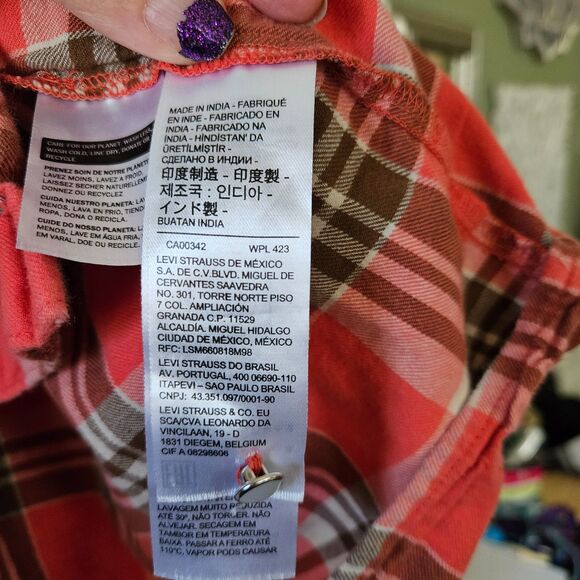 CARE FOR OUR PLANET: WASH LESS,
WASH COLD, LINE DRY, DONATE OR
RECYCLE
PRENEZ SOIN DE NOTRE PLANETE
LAVEZ MOINS, LAVEZ A FROID,
LAISSEZ SECHER NATURELLEMENT
DONNEZ OU RECYCLEZ
CUIDA NUESTRO PLANETA: LAVA
MENOS, LAVA EN FRIO, TIENDE
ROPA, DONA O RECICLA.
CUIDE DO NOSSO PLANETA: LAVE
MENOS, LAVE EM ÁGUA FRIA,
EM VARAL, DOE OU RECICLE.
MADE IN INDIA - FABRIQUÉ
EN INDE - FABRICADO EN
INDIA - FABRICADO NA
ÍNDIA - HİNDİSTAN' DA
ÜRETİLMİŞTİR -
СДЕЛАНО В ИНДИИ -
印度制造 - 印度製 -
제조국 : 인디아 -
インド製 -
BUATAN INDIA
CA00342 WPL 423
LEVI STRAUSS DE MÉXICO
S.A. DE C.V.BLVD. MIGUEL DE
CERVANTES SAAVEDRA
NO. 301, TORRE NORTE PISO
7 COL. AMPLIACIÓN
GRANADA C.P. 11529
ALCALDÍA. MIGUEL HIDALGO
CIUDAD DE MÉXICO, MÉXICO
RFC: LSM660818M98
LEVI STRAUSS DO BRASIL
AV. PORTUGAL, 400 06690-110
ITAPEVI – SAO PAULO BRASIL
CNPJ: 43.351.097/0001-90
LEVI STRAUSS & CO. EU
SCA/CVA LEONARDO DA
VINCILAAN, 19 - D
1831 DIEGEM, BELGIUM
CIF A 08298606
EAC
LAVAGEM MUITO REDUZIDA
ATÉ 30º, NÃO TORCER. NÃO
ALVEJAR. SECAGEM EM
TAMBOR EM TEMPERATURA
BAIXA. PASSAR A FERRO ATÉ
110°C. VAPOR PODS CAUSAR